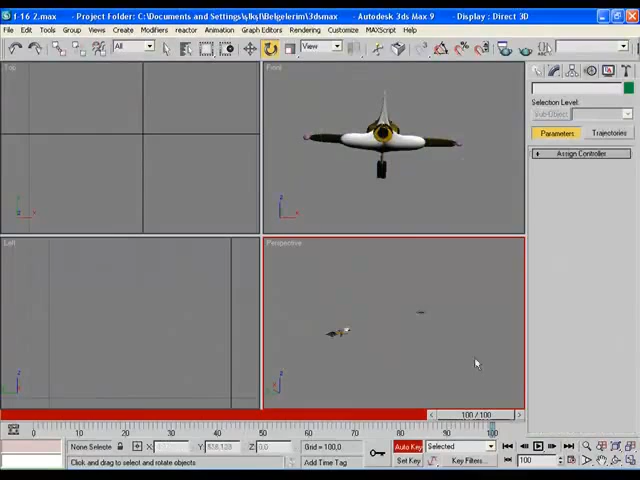 f-16 2.max - Project Folder: C:\Documents and Settings\ylkyf\Belgelerim\3dsmax - Autodesk 3ds Max 9 - Display : Direct 3D
File Edit Tools Group Views Create Modifiers reactor Animation Graph Editors Rendering Customize MAXScript Help
All View
Top
Front
Left
Perspective
Selection Level:
Sub-Object
Parameters Trajectories
+ Assign Controller
100 / 100
0 10 20 30 40 50 60 70 80 90 100
None Selecte X Y Z 0,0 Grid = 100,0 Auto Key Selected
Click and drag to select and rotate objects Add Time Tag Set Key Key Filters... 100